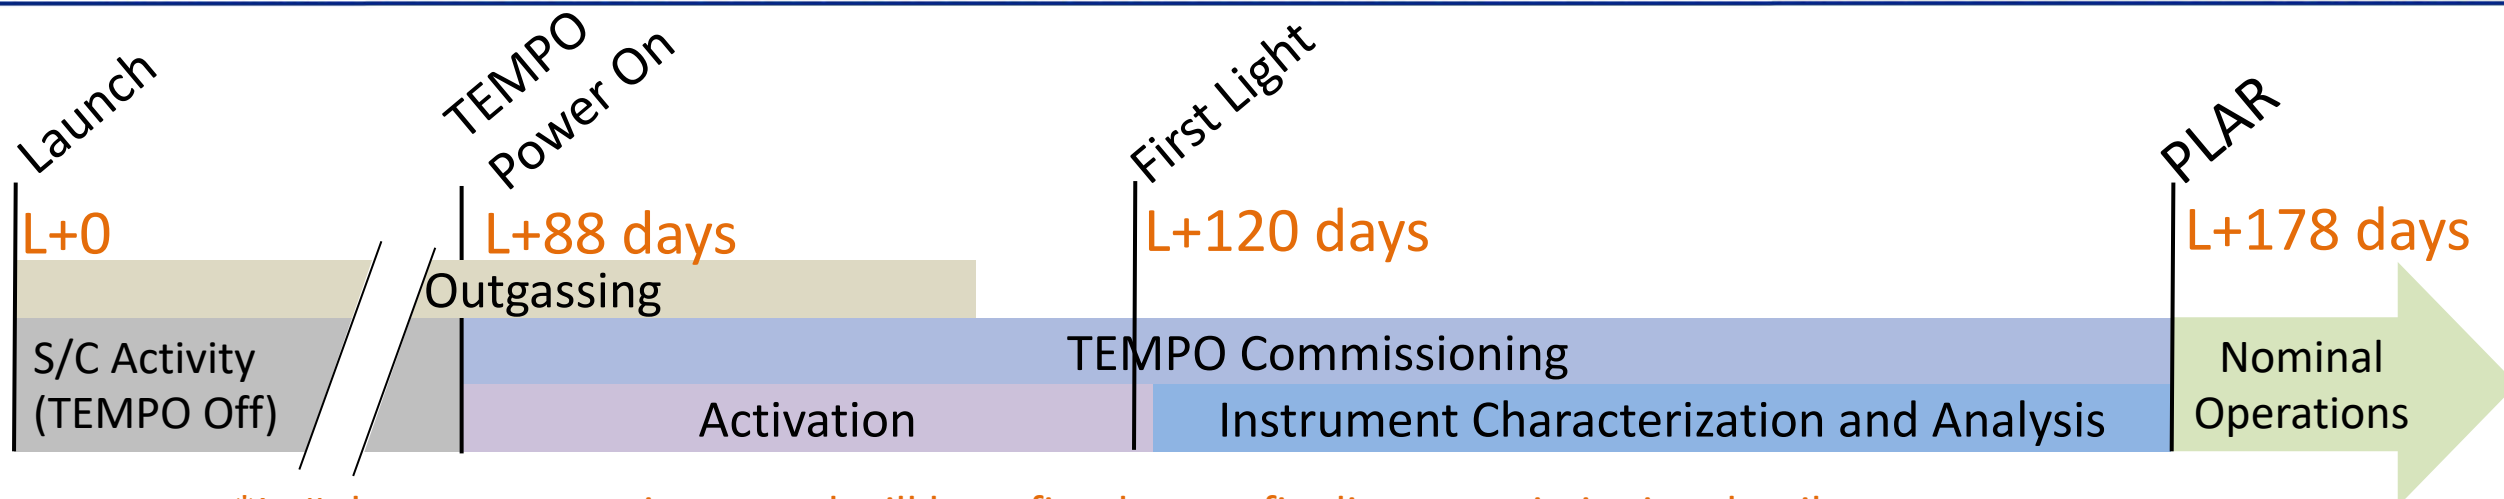 Launch
TEMPO
Power On
First Light
PLAR
L+0
L+88 days
L+120 days
L+178 days
Outgassing
S/C Activity
(TEMPO Off)
TEMPO Commissioning
Activation
Instrument Characterization and Analysis
Nominal
Operations